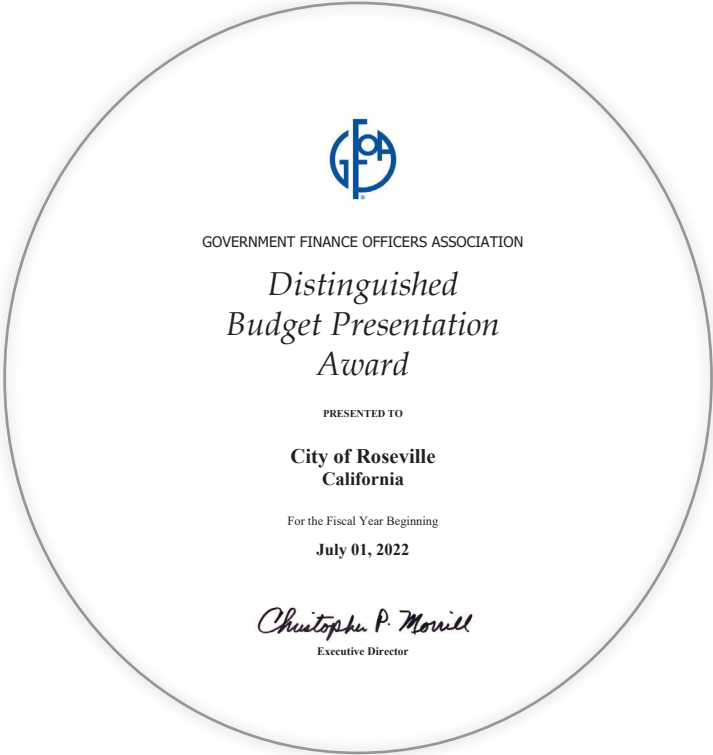 GFOA
GOVERNMENT FINANCE OFFICERS ASSOCIATION
Distinguished
Budget Presentation
Award
PRESENTED TO
City of Roseville
California
For the Fiscal Year Beginning
July 01, 2022
Christopher P. Morrill
Executive Director